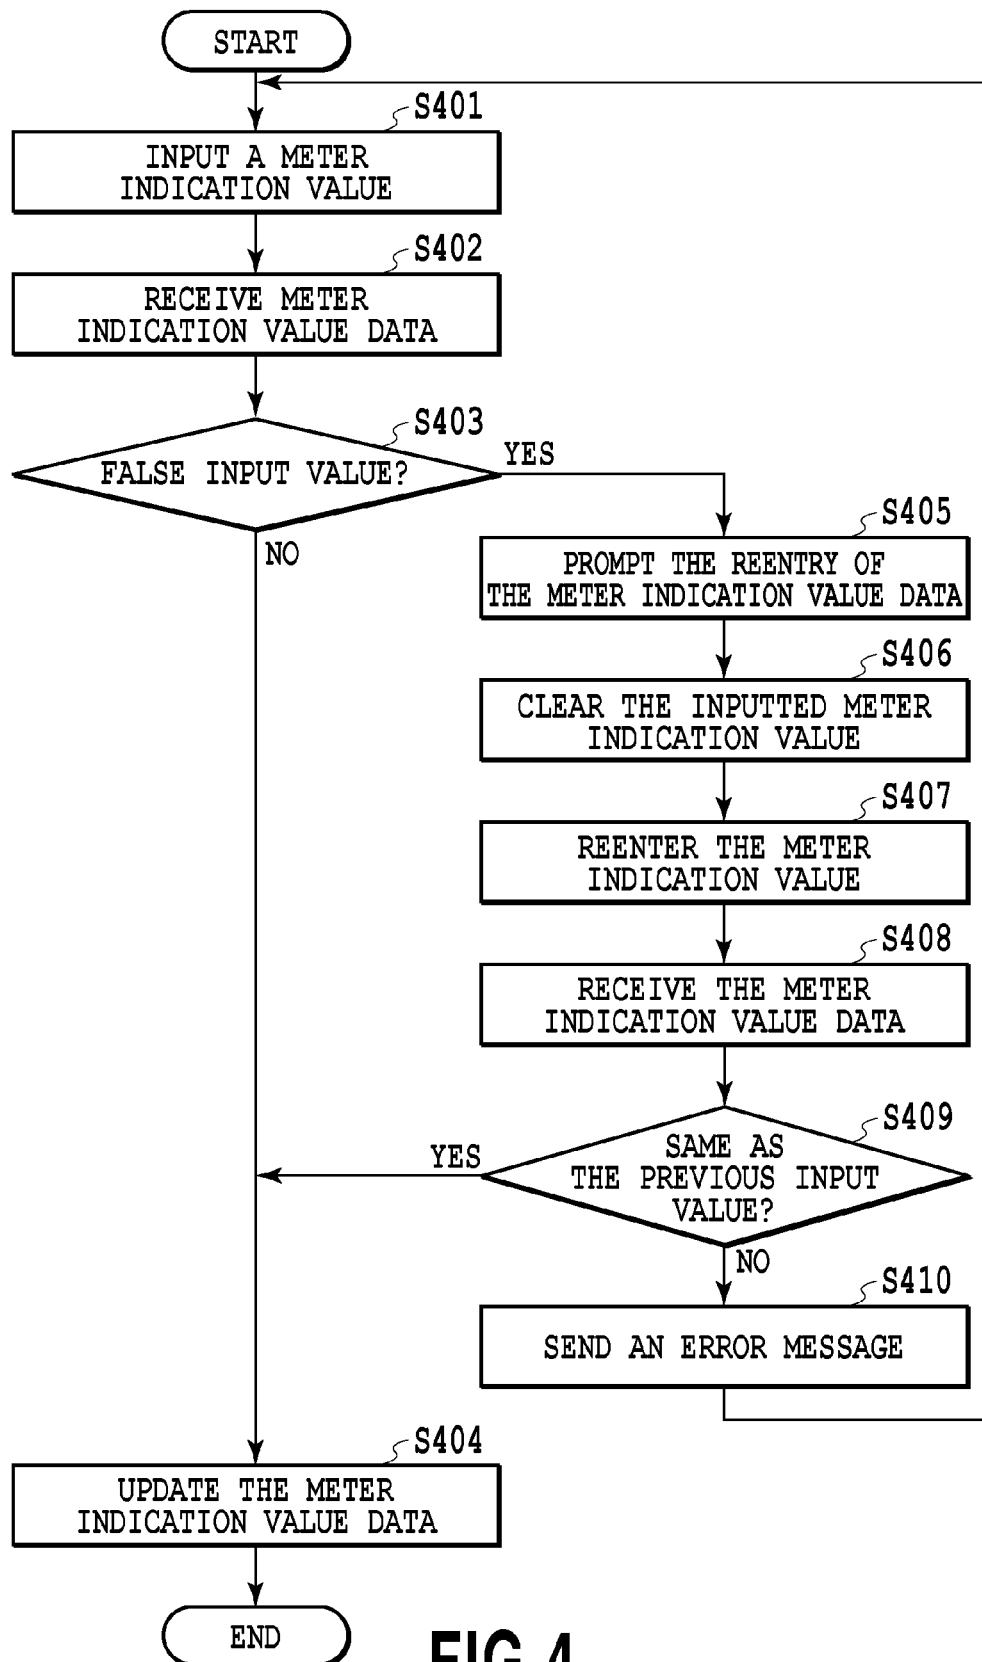 START
S401
INPUT A METER
INDICATION VALUE
S402
RECEIVE METER
INDICATION VALUE DATA
S403
FALSE INPUT VALUE?
YES
NO
S405
PROMPT THE REENTRY OF
THE METER INDICATION VALUE DATA
S406
CLEAR THE INPUTTED METER
INDICATION VALUE
S407
REENTER THE METER
INDICATION VALUE
S408
RECEIVE THE METER
INDICATION VALUE DATA
S409
SAME AS
THE PREVIOUS INPUT
VALUE?
YES
NO
S410
SEND AN ERROR MESSAGE
S404
UPDATE THE METER
INDICATION VALUE DATA
END
FIG.4